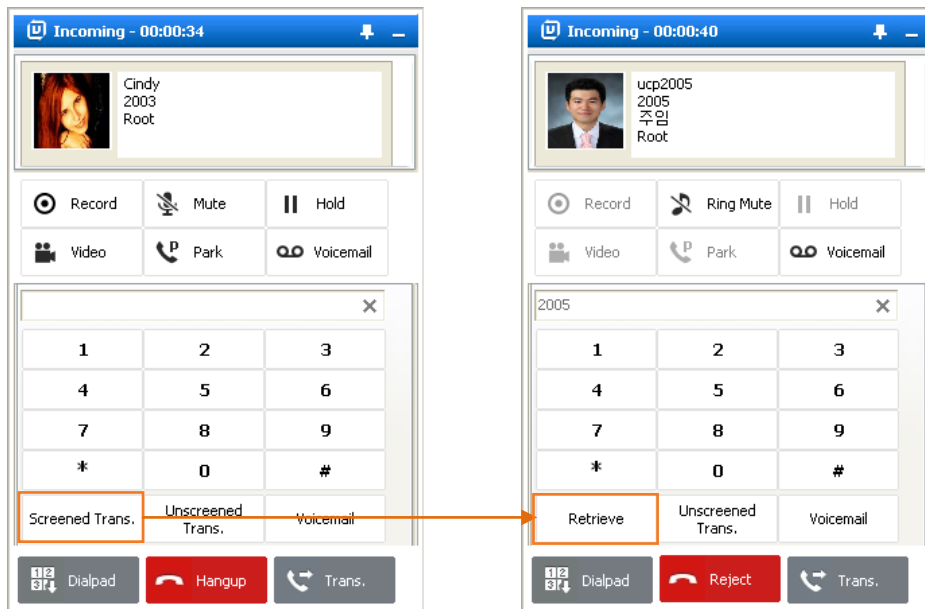 Incoming - 00:00:34
Cindy
2003
Root
Record
Mute
Hold
Video
Park
Voicemail
1
2
3
4
5
6
7
8
9
*
0
#
Screened Trans.
Unscreened
Trans.
Voicemail
Dialpad
Hangup
Trans.
Incoming - 00:00:40
ucp2005
2005
주임
Root
Record
Ring Mute
Hold
Video
Park
Voicemail
2005
1
2
3
4
5
6
7
8
9
*
0
#
Retrieve
Unscreened
Trans.
Voicemail
Dialpad
Reject
Trans.